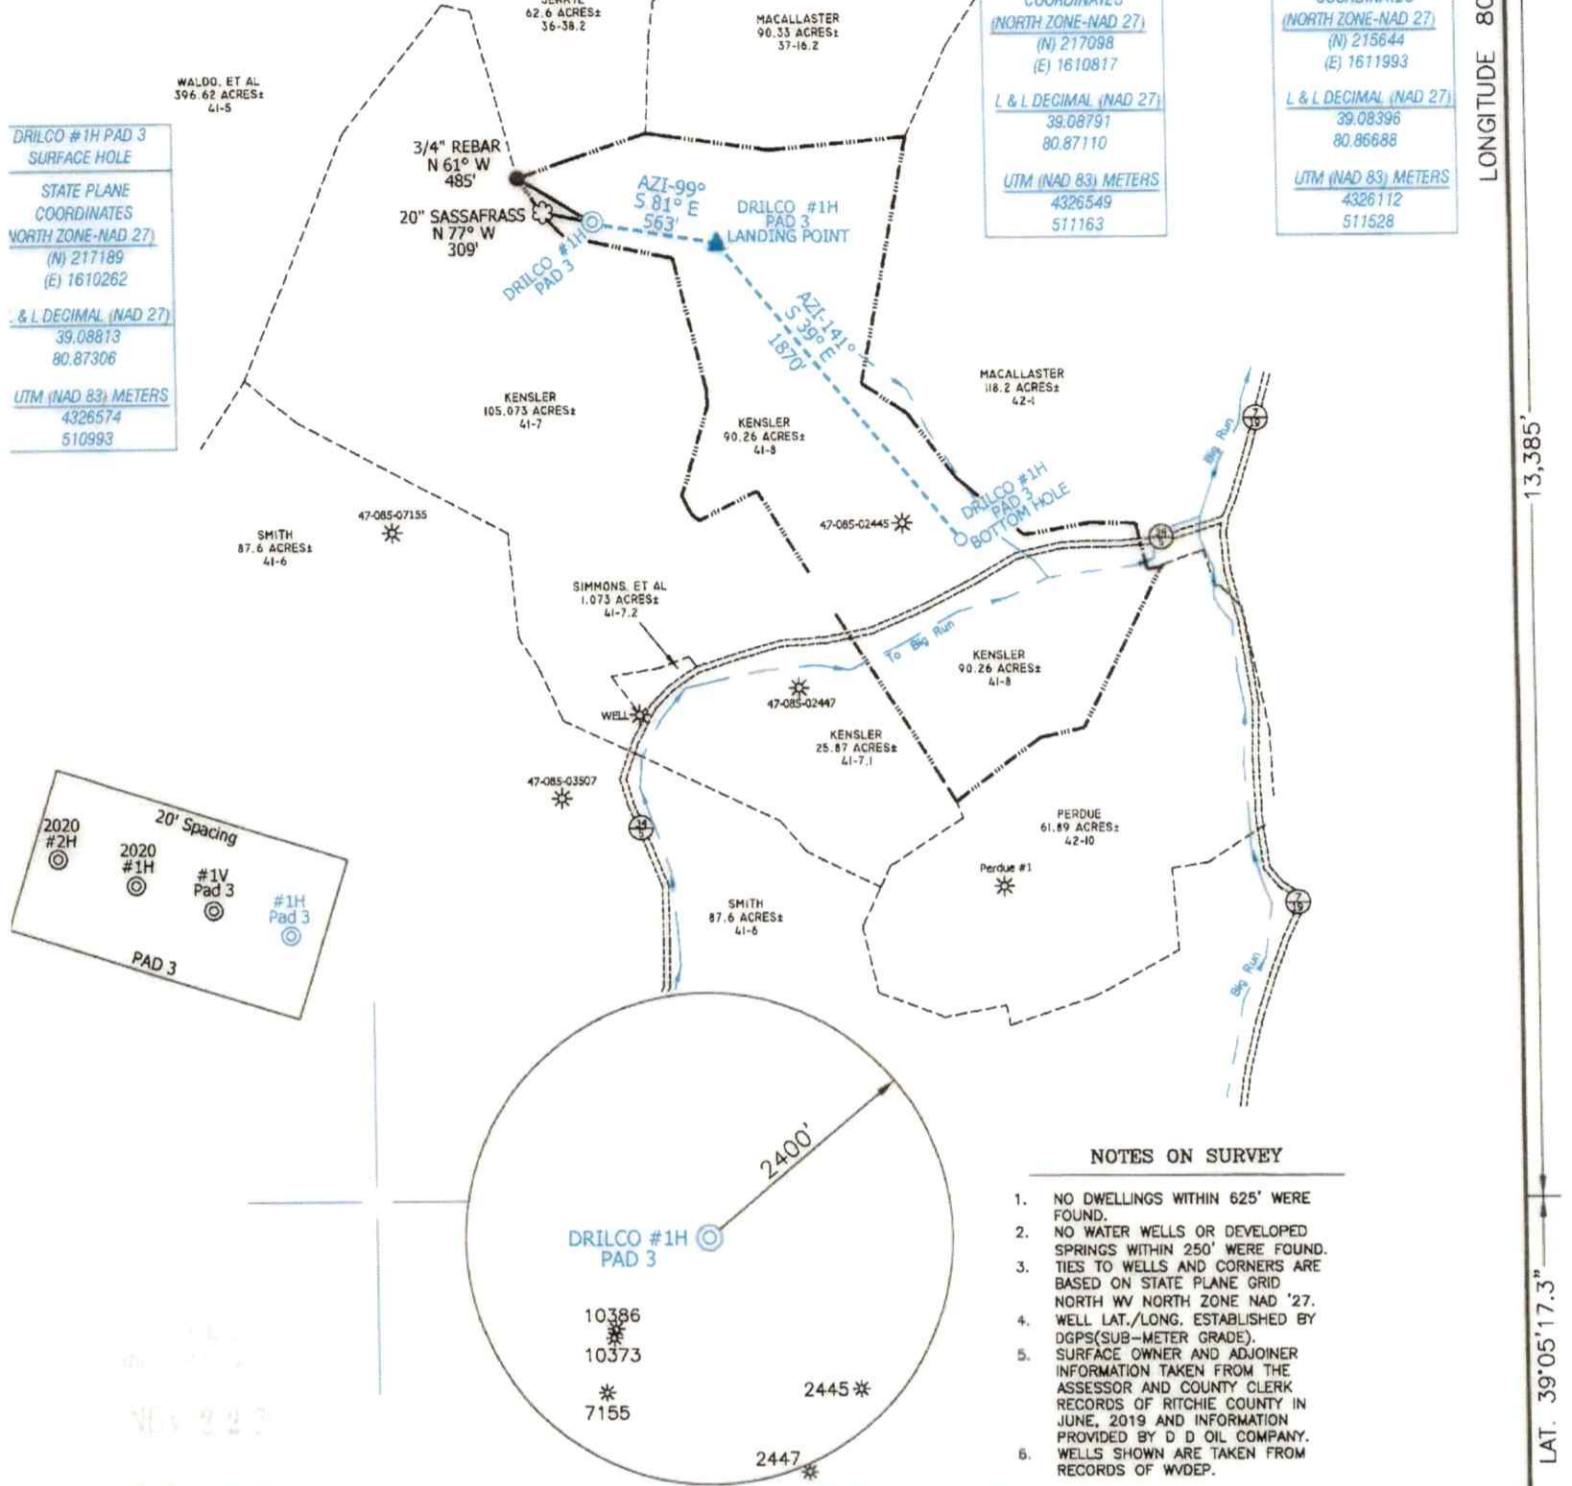 62.6 ACRES±
36-38.2
MACALLASTER
90.33 ACRES±
37-16.2
COORDINATES
(NORTH ZONE-NAD 27)
(N) 217098
(E) 1610817
L & L DECIMAL (NAD 27)
39.08791
80.87110
UTM (NAD 83) METERS
4326549
511163
COORDINATES
(NORTH ZONE-NAD 27)
(N) 215644
(E) 1611993
L & L DECIMAL (NAD 27)
39.08396
80.86688
UTM (NAD 83) METERS
4326112
511528
LONGITUDE 80
WALDO, ET AL
396.62 ACRES±
41-5
DRILCO #1H PAD 3
SURFACE HOLE
STATE PLANE
COORDINATES
NORTH ZONE-NAD 27)
(N) 217189
(E) 1610262
& L DECIMAL (NAD 27)
39.08813
80.87306
UTM (NAD 83) METERS
4326574
510993
3/4" REBAR
N 61° W
485'
20" SASSAFRASS
N 77° W
309'
DRILCO #1H
PAD 3
AZI-99°
S 81° E
563'
DRILCO #1H
PAD 3
LANDING POINT
AZI-141°
S 39° E
1870'
KENSLER
105.073 ACRES±
41-7
KENSLER
90.26 ACRES±
41-8
MACALLASTER
118.2 ACRES±
42-1
7
19
Big Run
13,385'
DRILCO #1H
PAD 3
BOTTOM HOLE
47-085-07155
47-085-02445
SMITH
87.6 ACRES±
41-6
SIMMONS, ET AL
1.073 ACRES±
41-7.2
To Big Run
KENSLER
90.26 ACRES±
41-8
WELL
47-085-02447
KENSLER
25.87 ACRES±
41-7.1
47-085-03507
PERDUE
61.89 ACRES±
42-10
Perdue #1
SMITH
87.6 ACRES±
41-6
7
19
Big Run
20' Spacing
2020
#2H
2020
#1H
#1V
Pad 3
#1H
Pad 3
PAD 3
2400'
DRILCO #1H
PAD 3
10386
10373
7155
2445
2447
NOTES ON SURVEY
1. NO DWELLINGS WITHIN 625' WERE
FOUND.
2. NO WATER WELLS OR DEVELOPED
SPRINGS WITHIN 250' WERE FOUND.
3. TIES TO WELLS AND CORNERS ARE
BASED ON STATE PLANE GRID
NORTH WV NORTH ZONE NAD '27.
4. WELL LAT./LONG. ESTABLISHED BY
DGPS(SUB-METER GRADE).
5. SURFACE OWNER AND ADJOINER
INFORMATION TAKEN FROM THE
ASSESSOR AND COUNTY CLERK
RECORDS OF RITCHIE COUNTY IN
JUNE, 2019 AND INFORMATION
PROVIDED BY D D OIL COMPANY.
6. WELLS SHOWN ARE TAKEN FROM
RECORDS OF WVDEP.
LAT. 39°05'17.3"